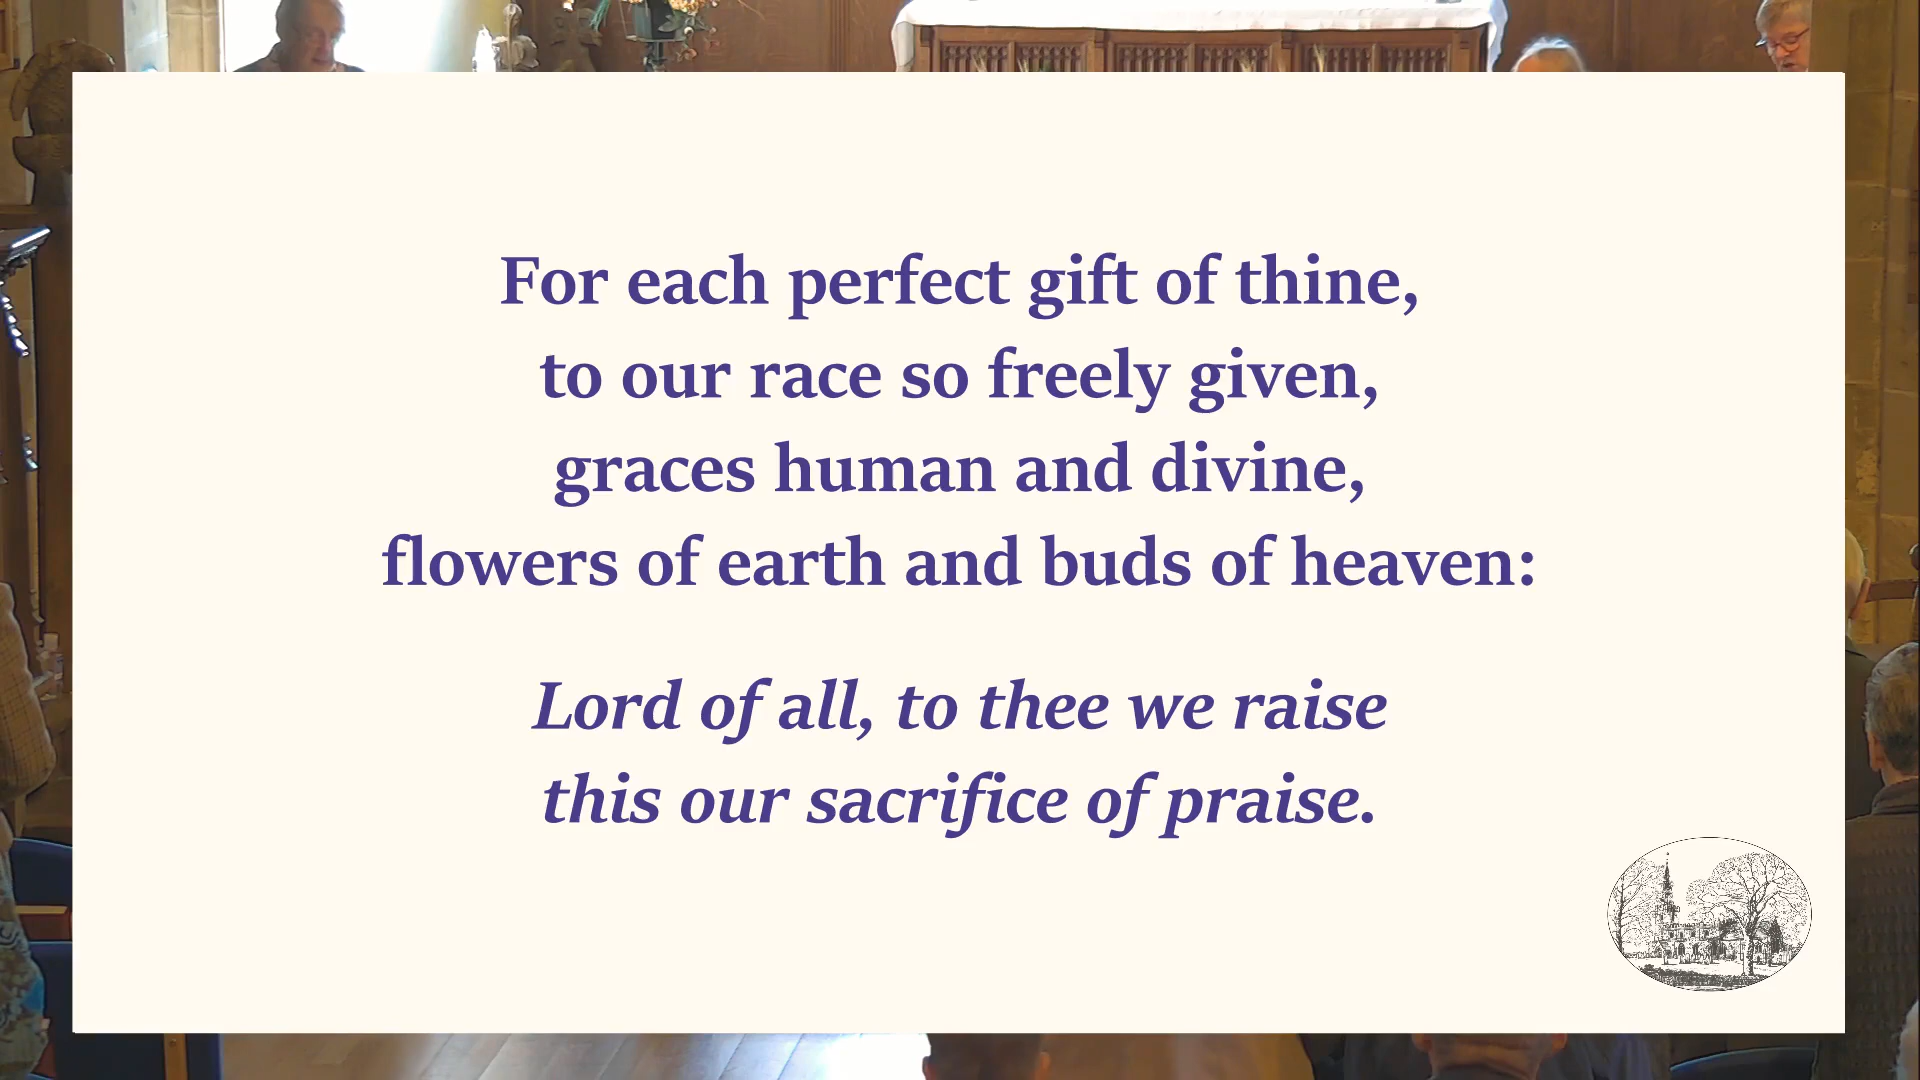 For each perfect gift of thine,
to our race so freely given,
graces human and divine,
flowers of earth and buds of heaven:
Lord of all, to thee we raise
this our sacrifice of praise.